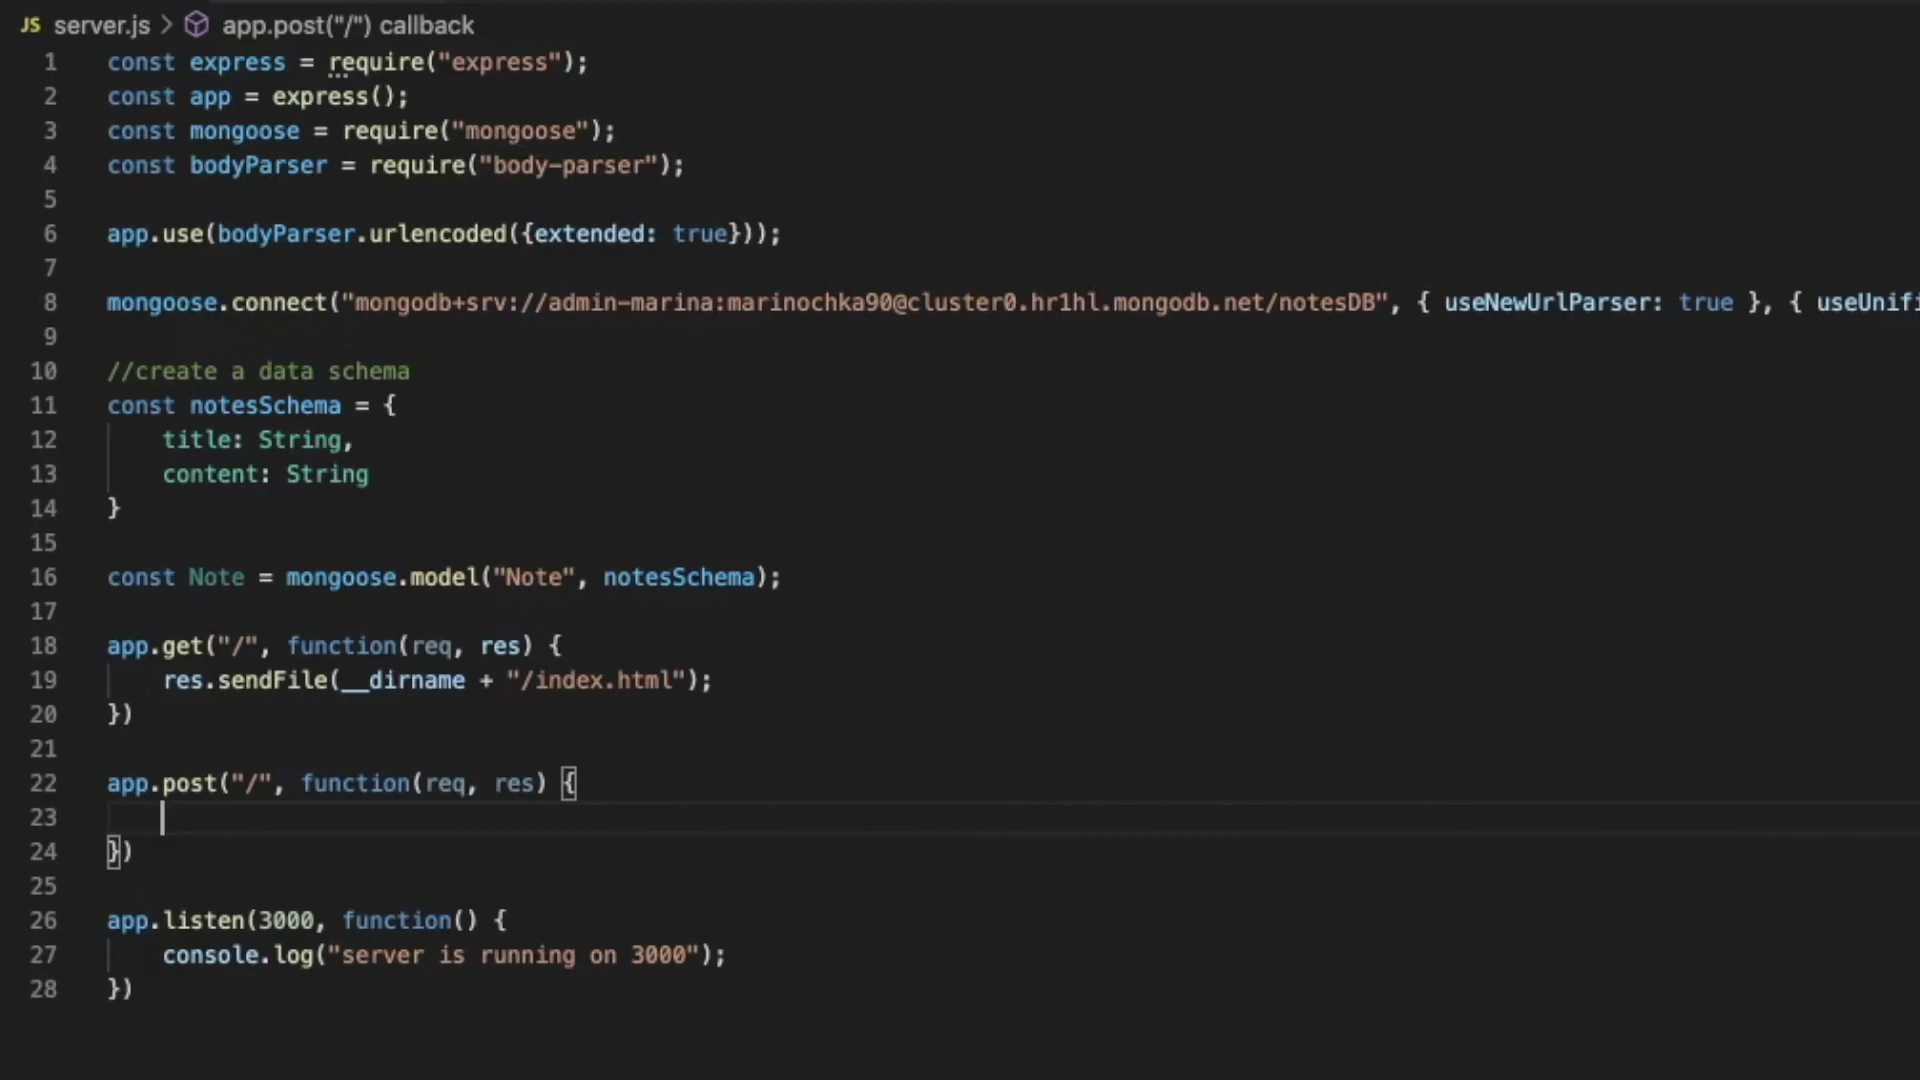 JS server.js > app.post("/") callback
1 const express = require("express");
2 const app = express();
3 const mongoose = require("mongoose");
4 const bodyParser = require("body-parser");
5
6 app.use(bodyParser.urlencoded({extended: true}));
7
8 mongoose.connect("mongodb+srv://admin-marina:marinochka90@cluster0.hr1hl.mongodb.net/notesDB", { useNewUrlParser: true }, { useUnifi
9
10 //create a data schema
11 const notesSchema = {
12 title: String,
13 content: String
14 }
15
16 const Note = mongoose.model("Note", notesSchema);
17
18 app.get("/", function(req, res) {
19 res.sendFile(__dirname + "/index.html");
20 })
21
22 app.post("/", function(req, res) {
23
24 })
25
26 app.listen(3000, function() {
27 console.log("server is running on 3000");
28 })